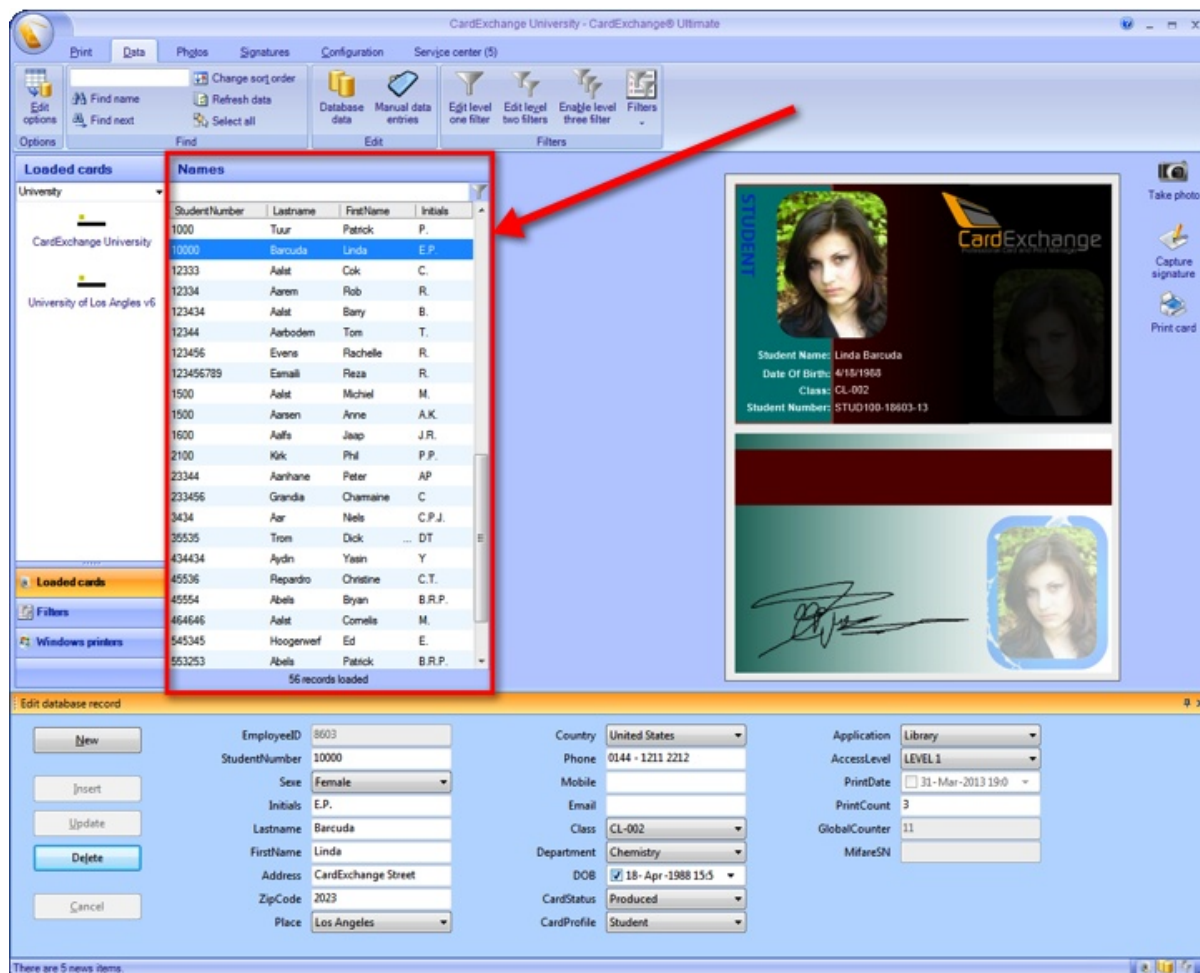 CardExchange University - CardExchange® Ultimate
Print Data Photos Signatures Configuration Service center (5)
Edit options
Find name
Find next
Change sort order
Refresh data
Select all
Database data
Manual data entries
Edit level one filter
Edit level two filters
Enable level three filter
Filters
Options Find Edit Filters
Loaded cards
University
CardExchange University
University of Los Angles v6
Loaded cards
Filters
Windows printers
Names
StudentNumber Lastname FirstName Initials
1000 Tuur Patrick P.
10000 Barcuda Linda E.P.
12333 Aalst Cok C.
12334 Aarem Rob R.
123434 Aalst Barry B.
12344 Aarbodem Tom T.
123456 Evens Rachelle R.
123456789 Esmaili Reza R.
1500 Aalst Michiel M.
1500 Aarsen Anne A.K.
1600 Aalfs Jaap J.R.
2100 Kirk Phil P.P.
23344 Aanhane Peter AP
233456 Grandia Charmaine C
3434 Aar Niels C.P.J.
35535 Trom Dick ... DT
434434 Aydin Yasin Y
45536 Repardro Christine C.T.
45554 Abels Bryan B.R.P.
464646 Aalst Cornelis M.
545345 Hoogerwerf Ed E.
553253 Abels Patrick B.R.P.
56 records loaded
STUDENT
CardExchange
Professional Card and Print Manager
Student Name: Linda Barcuda
Date Of Birth: 4/18/1988
Class: CL-002
Student Number: STUD100-18603-13
Take photo
Capture signature
Print card
Edit database record
New
Insert
Update
Delete
Cancel
EmployeeID 8603
StudentNumber 10000
Sexe Female
Initials E.P.
Lastname Barcuda
FirstName Linda
Address CardExchange Street
ZipCode 2023
Place Los Angeles
Country United States
Phone 0144 - 1211 2212
Mobile
Email
Class CL-002
Department Chemistry
DOB 18- Apr -1988 15:5
CardStatus Produced
CardProfile Student
Application Library
AccessLevel LEVEL 1
PrintDate 31- Mar-2013 19:0
PrintCount 3
GlobalCounter 11
MifareSN
There are 5 news items.